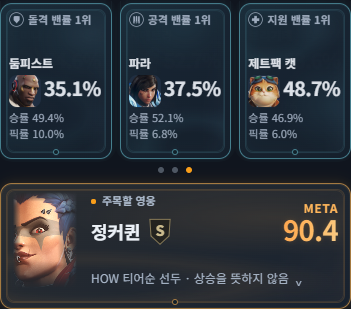 돌격 밴률 1위
둠피스트
35.1%
승률 49.4%
픽률 10.0%
공격 밴률 1위
파라
37.5%
승률 52.1%
픽률 6.8%
지원 밴률 1위
제트팩 캣
48.7%
승률 46.9%
픽률 6.0%
주목할 영웅
정커퀸 S
META
90.4
HOW 티어순 선두 · 상승을 뜻하지 않음